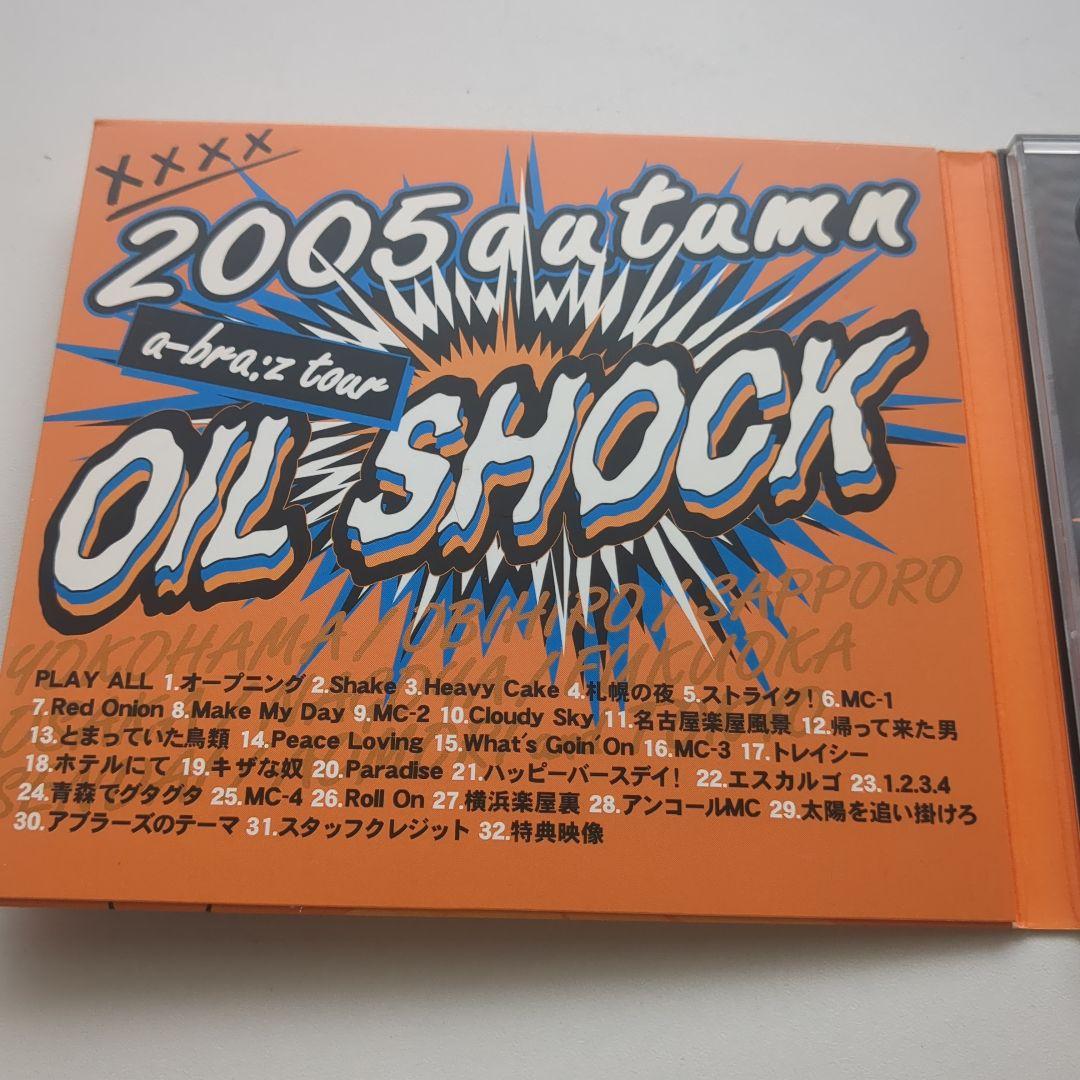 XXXX
2005 autumn
a-bra:z tour
OIL SHOCK
YOKOHAMA / OBIHIRO / SAPPORO
/ FUKUOKA
PLAY ALL 1.オープニング 2.Shake 3.Heavy Cake 4.札幌の夜 5.ストライク! 6.MC-1
7.Red Onion 8.Make My Day 9.MC-2 10.Cloudy Sky 11.名古屋楽屋風景 12.帰って来た男
13.とまっていた鳥類 14.Peace Loving 15.What's Goin' On 16.MC-3 17.トレイシー
18.ホテルにて 19.キザな奴 20.Paradise 21.ハッピーバースデイ! 22.エスカルゴ 23.1.2.3.4
24.青森でグタグタ 25.MC-4 26.Roll On 27.横浜楽屋裏 28.アンコールMC 29.太陽を追い掛けろ
30.アブラーズのテーマ 31.スタッフクレジット 32.特典映像